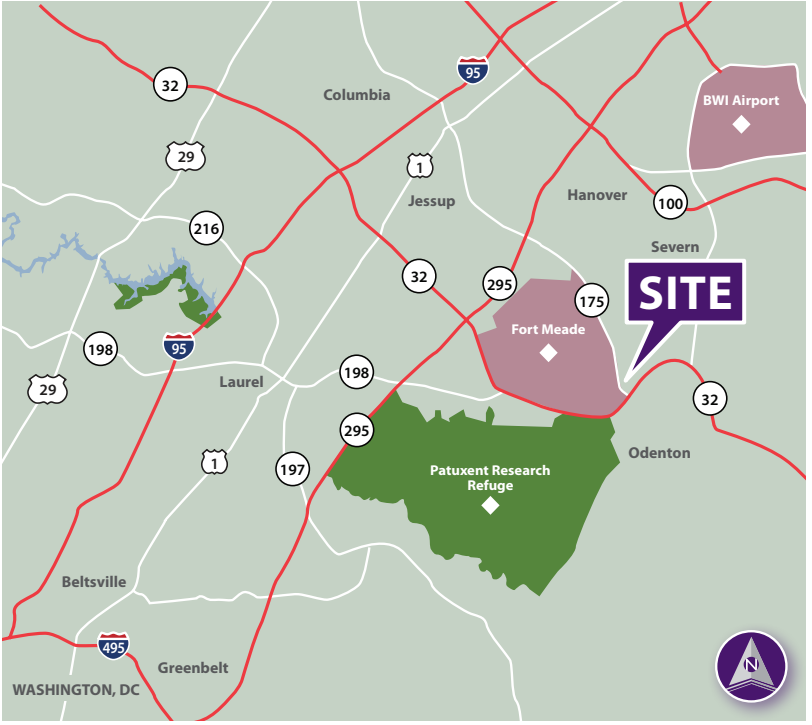 95
32
Columbia
BWI Airport
29
1
Jessup
Hanover
100
216
Severn
32
295
175
SITE
Fort Meade
198
95
198
Laurel
29
32
295
Odenton
1
197
Patuxent Research
Refuge
Beltsville
495
Greenbelt
N
WASHINGTON, DC